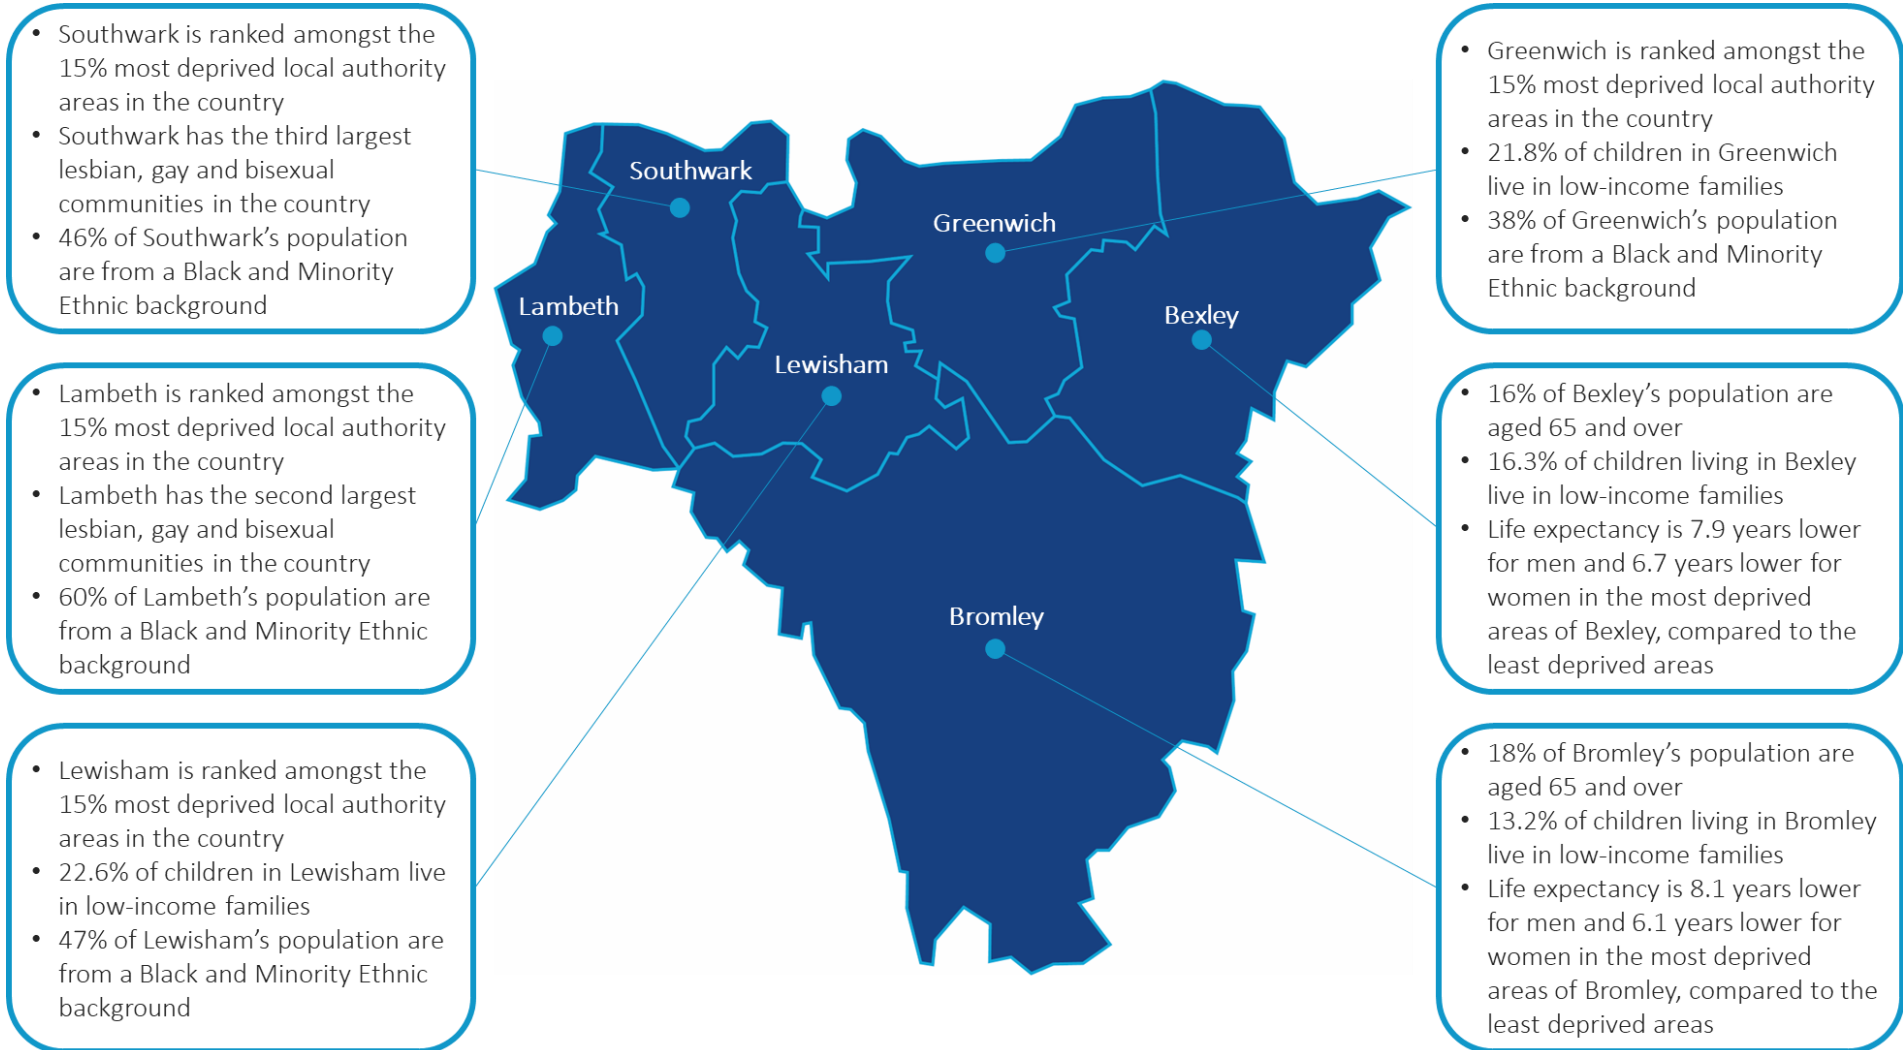 • Southwark is ranked amongst the
15% most deprived local authority
areas in the country
• Southwark has the third largest
lesbian, gay and bisexual
communities in the country
• 46% of Southwark’s population
are from a Black and Minority
Ethnic background
• Lambeth is ranked amongst the
15% most deprived local authority
areas in the country
• Lambeth has the second largest
lesbian, gay and bisexual
communities in the country
• 60% of Lambeth’s population are
from a Black and Minority Ethnic
background
• Lewisham is ranked amongst the
15% most deprived local authority
areas in the country
• 22.6% of children in Lewisham live
in low-income families
• 47% of Lewisham’s population are
from a Black and Minority Ethnic
background
Southwark
Greenwich
Lambeth
Bexley
Lewisham
Bromley
• Greenwich is ranked amongst the
15% most deprived local authority
areas in the country
• 21.8% of children in Greenwich
live in low-income families
• 38% of Greenwich’s population
are from a Black and Minority
Ethnic background
• 16% of Bexley’s population are
aged 65 and over
• 16.3% of children living in Bexley
live in low-income families
• Life expectancy is 7.9 years lower
for men and 6.7 years lower for
women in the most deprived
areas of Bexley, compared to the
least deprived areas
• 18% of Bromley’s population are
aged 65 and over
• 13.2% of children living in Bromley
live in low-income families
• Life expectancy is 8.1 years lower
for men and 6.1 years lower for
women in the most deprived
areas of Bromley, compared to the
least deprived areas